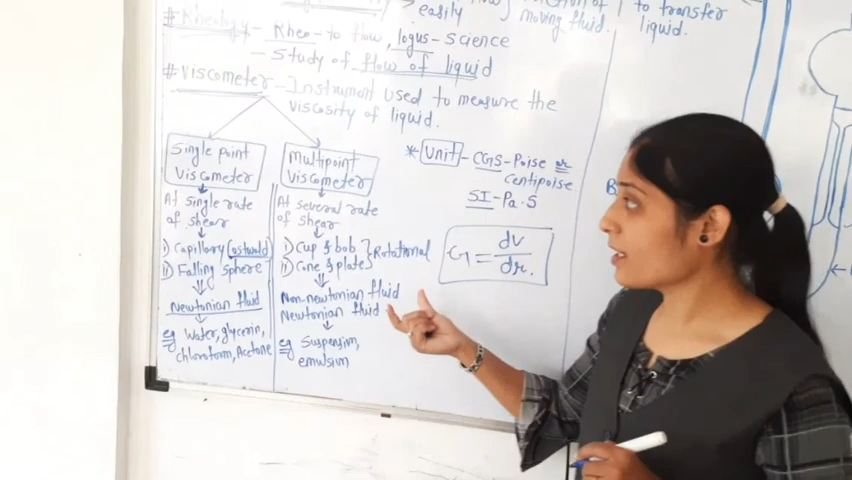 easily
moving fluid.
to transfer
liquid.
# Rheology - Rheo - to flow, logus - science
- Study of flow of liquid
# Viscometer - Instrument used to measure the
viscosity of liquid.
Single point
Viscometer
At single rate
of shear
i) Capillary (ostwald)
ii) Falling sphere
Newtonian fluid
eg Water, glycerin,
chloroform, Acetone
Multipoint
Viscometer
At several rate
of shear
i) Cup & bob
ii) Cone & plate
} Rotational
Non-newtonian fluid
Newtonian fluid
eg Suspension,
emulsion
* Unit - CGS - Poise or
Centipoise
SI - Pa.S
G = dv/dr.